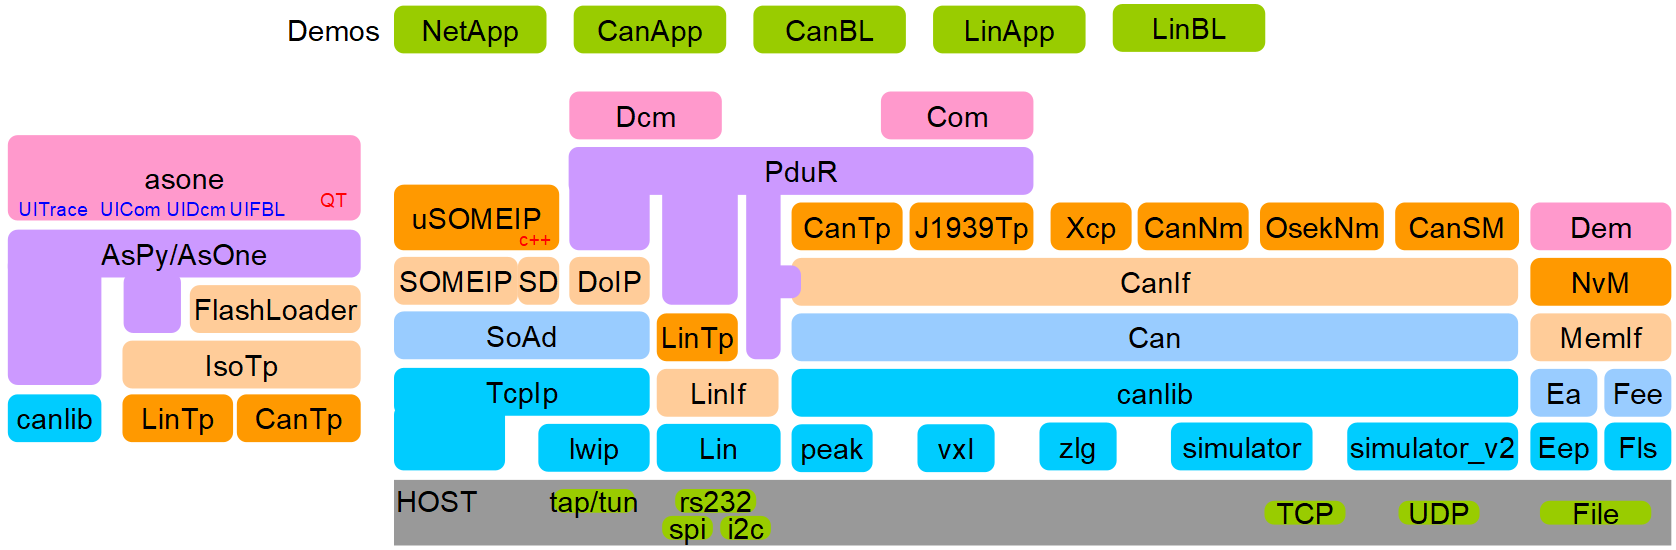 Demos NetApp CanApp CanBL LinApp LinBL
Dcm Com
PduR
asone
UITrace UICom UIDcm UIFBL QT
uSOMEIP
c++
CanTp J1939Tp Xcp CanNm OsekNm CanSM Dem
AsPy/AsOne
SOMEIP SD DoIP CanIf NvM
FlashLoader
SoAd LinTp Can MemIf
IsoTp
TcpIp LinIf canlib Ea Fee
canlib LinTp CanTp
lwip Lin peak vxl zlg simulator simulator_v2 Eep Fls
HOST tap/tun rs232 TCP UDP File
spi i2c